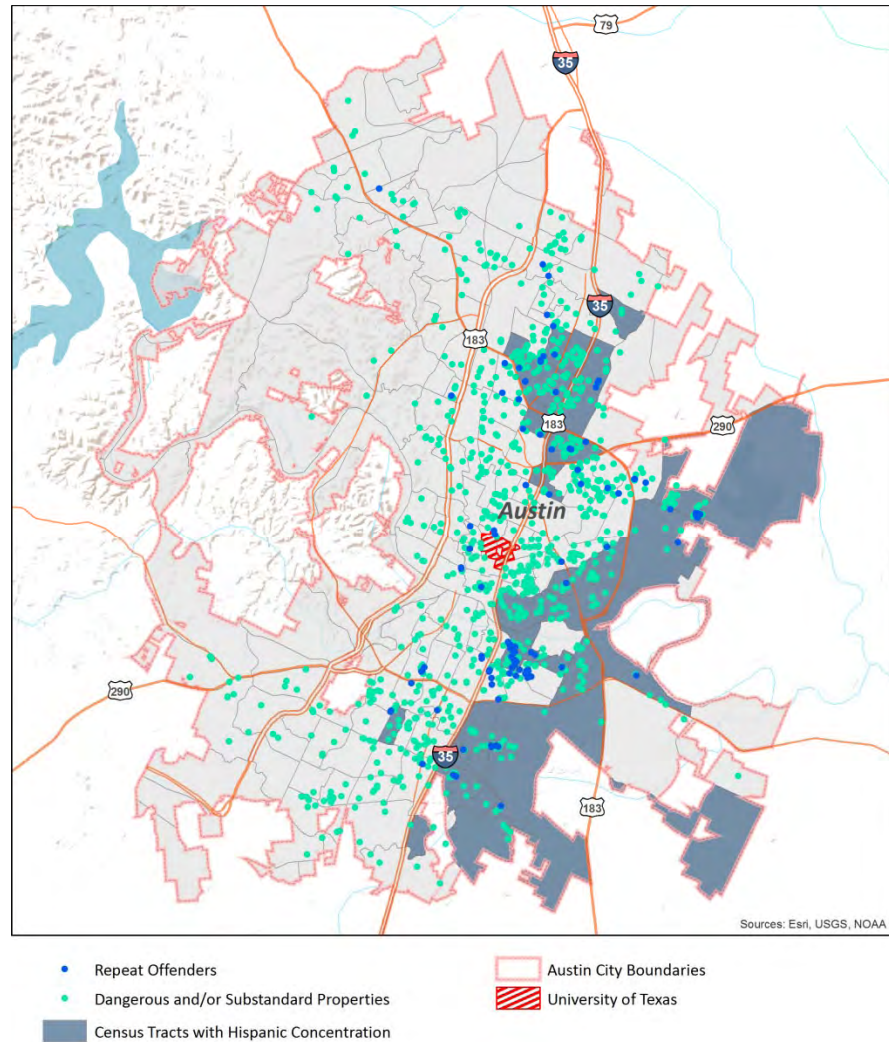 79
35
35
183
183
290
Austin
290
35
183
Sources: Esri, USGS, NOAA
Repeat Offenders
Austin City Boundaries
Dangerous and/or Substandard Properties
University of Texas
Census Tracts with Hispanic Concentration